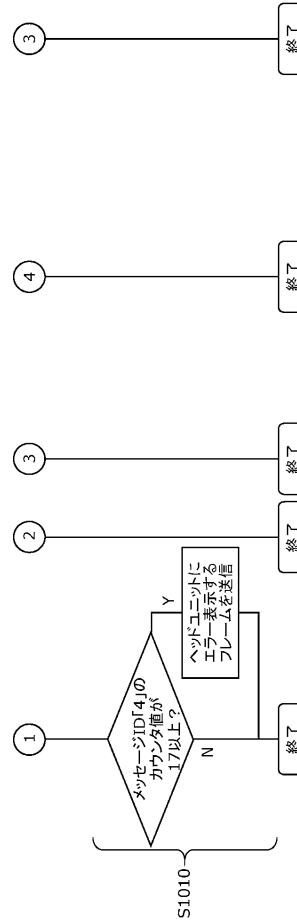 1
2
3
4
3
メッセージID「4」の
カウンタ値が
17以上?
Y
N
ヘッドユニットに
エラー表示する
フレームを送信
S1010
終了
終了
終了
終了
終了